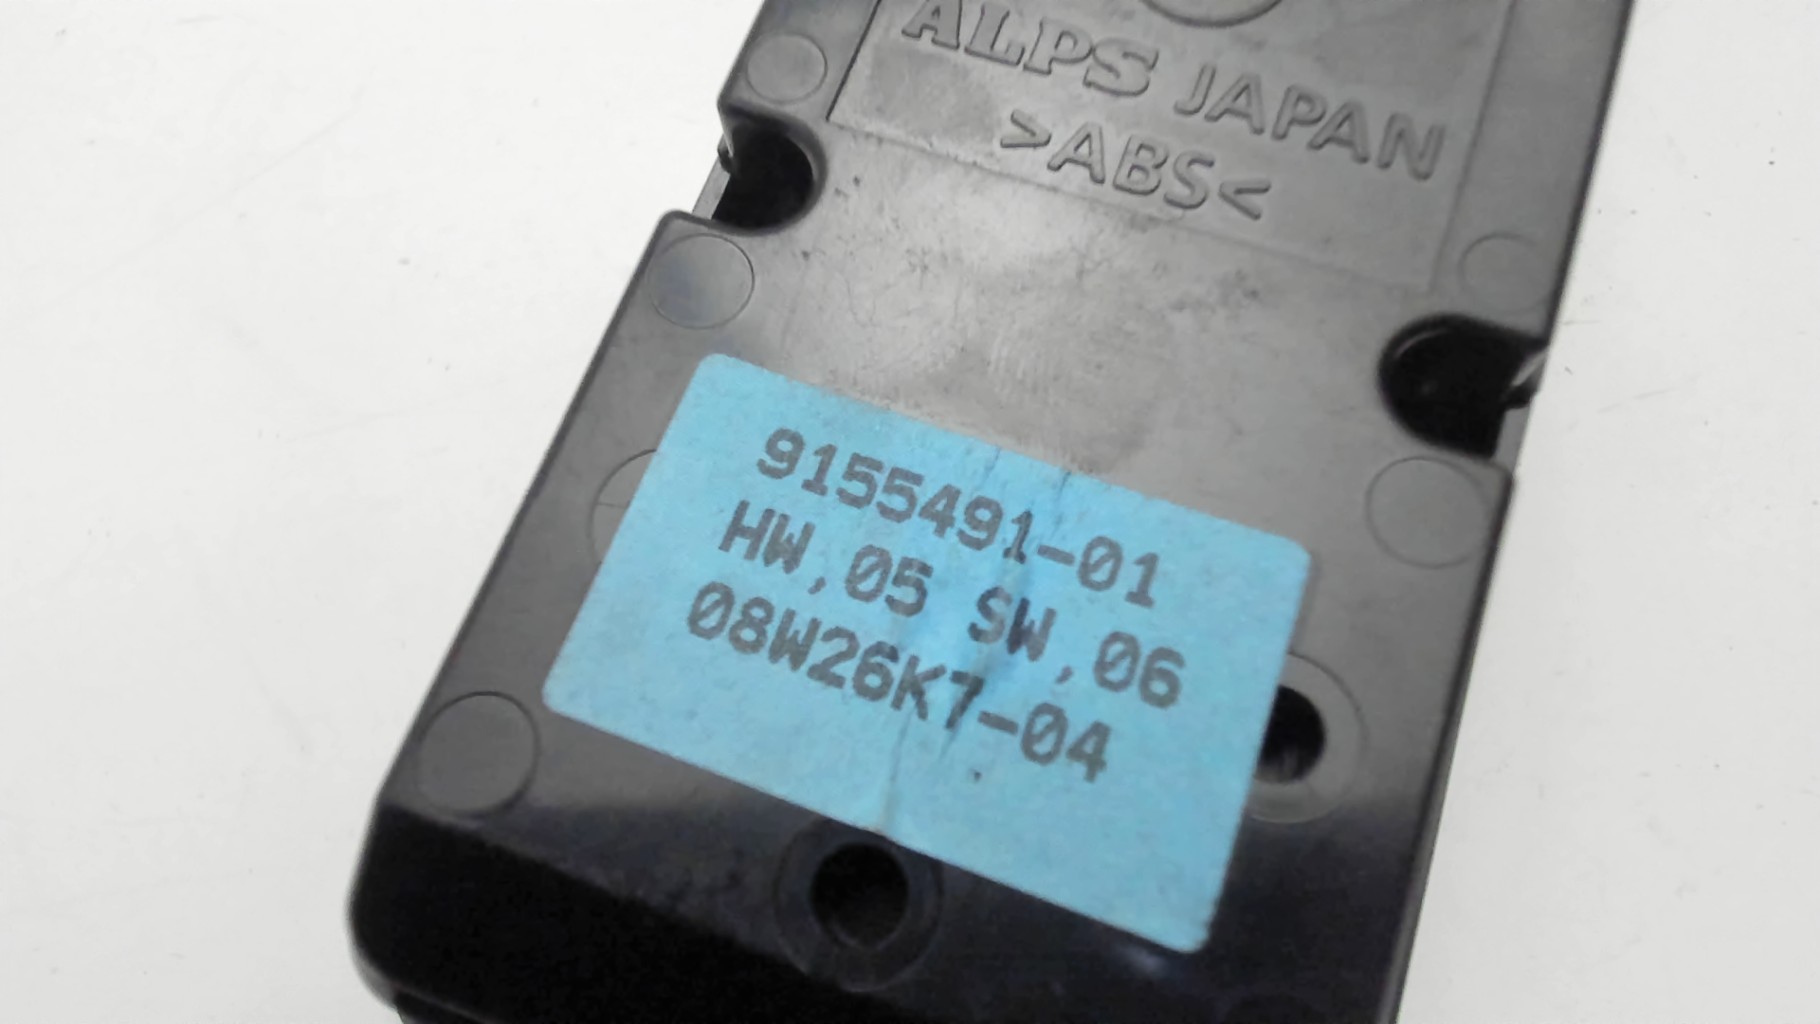 ALPS JAPAN
>ABS<
9155491-01
HW,05 SW,06
08W26K7-04